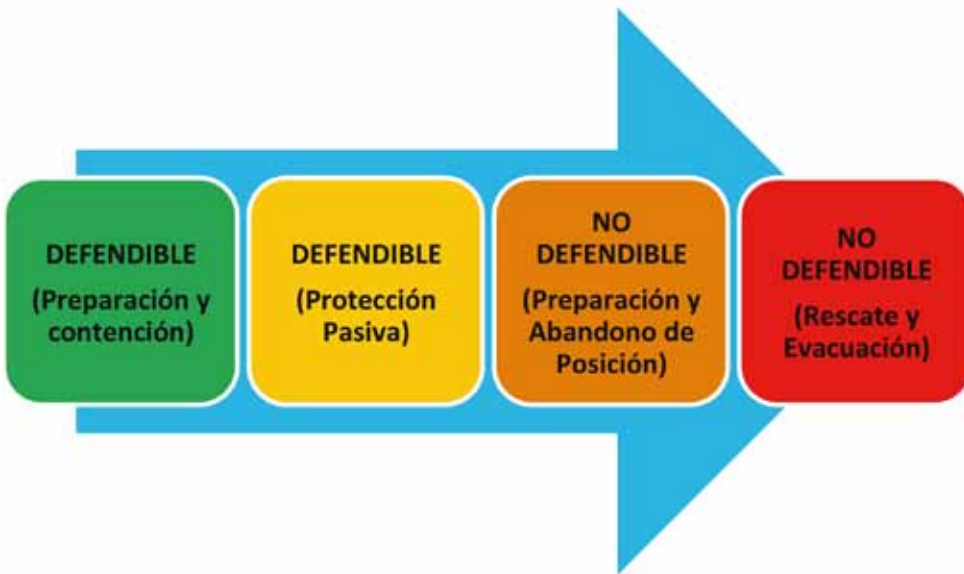 DEFENDIBLE
(Preparación y
contención)
DEFENDIBLE
(Protección
Pasiva)
NO
DEFENDIBLE
(Preparación y
Abandono de
Posición)
NO
DEFENDIBLE
(Rescate y
Evacuación)